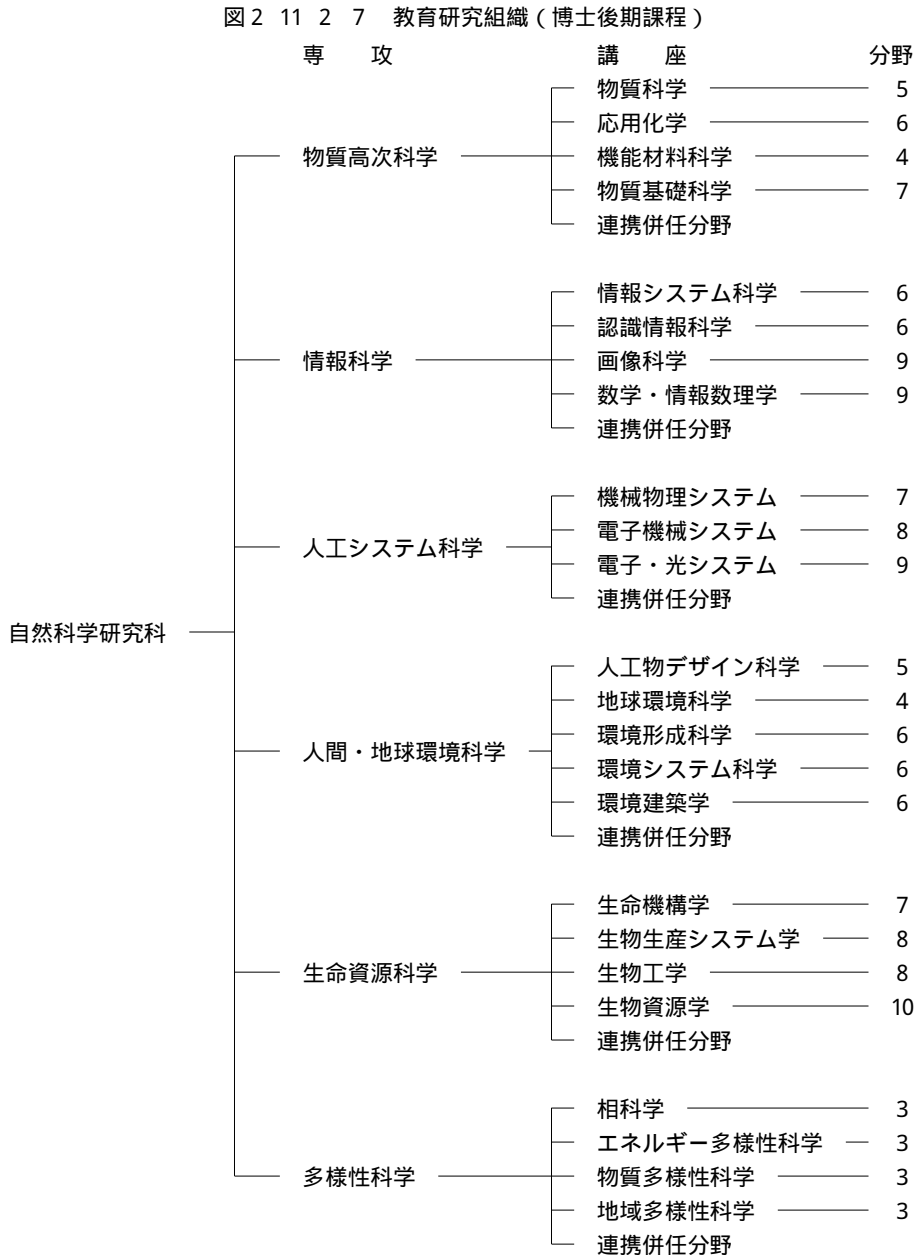 図2 11 2 7 教育研究組織(博士後期課程)
専 攻 講 座 分野
物質科学 5
応用化学 6
物質高次科学 機能材料科学 4
物質基礎科学 7
連携併任分野
情報システム科学 6
認識情報科学 6
情報科学 画像科学 9
数学・情報数理学 9
連携併任分野
機械物理システム 7
電子機械システム 8
人工システム科学
電子・光システム 9
連携併任分野
自然科学研究科
人工物デザイン科学 5
地球環境科学 4
環境形成科学 6
人間・地球環境科学
環境システム科学 6
環境建築学 6
連携併任分野
生命機構学 7
生物生産システム学 8
生命資源科学 生物工学 8
生物資源学 10
連携併任分野
相科学 3
エネルギー多様性科学 3
多様性科学 物質多様性科学 3
地域多様性科学 3
連携併任分野